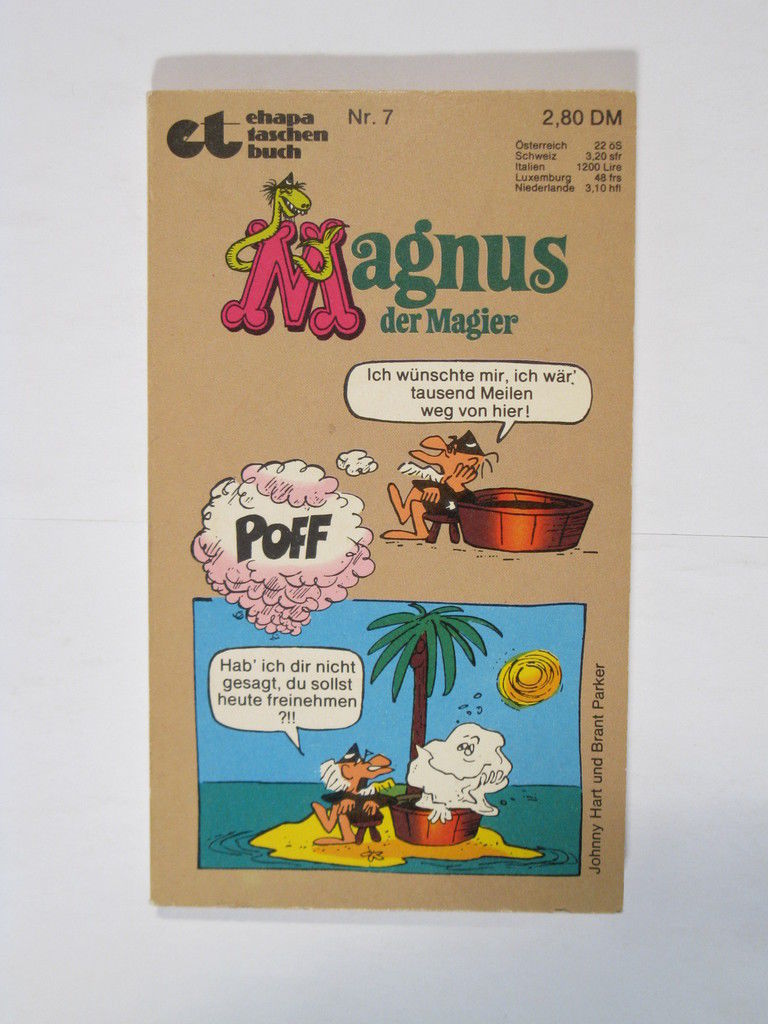 et ehapa
taschen
buch
Nr. 7
2,80 DM
Österreich 22 öS
Schweiz 3,20 sfr
Italien 1200 Lire
Luxemburg 48 frs
Niederlande 3,10 hfl
Magnus
der Magier
Ich wünschte mir, ich wär'
tausend Meilen
weg von hier!
POFF
Hab' ich dir nicht
gesagt, du sollst
heute freinehmen
?!!
Johnny Hart und Brant Parker